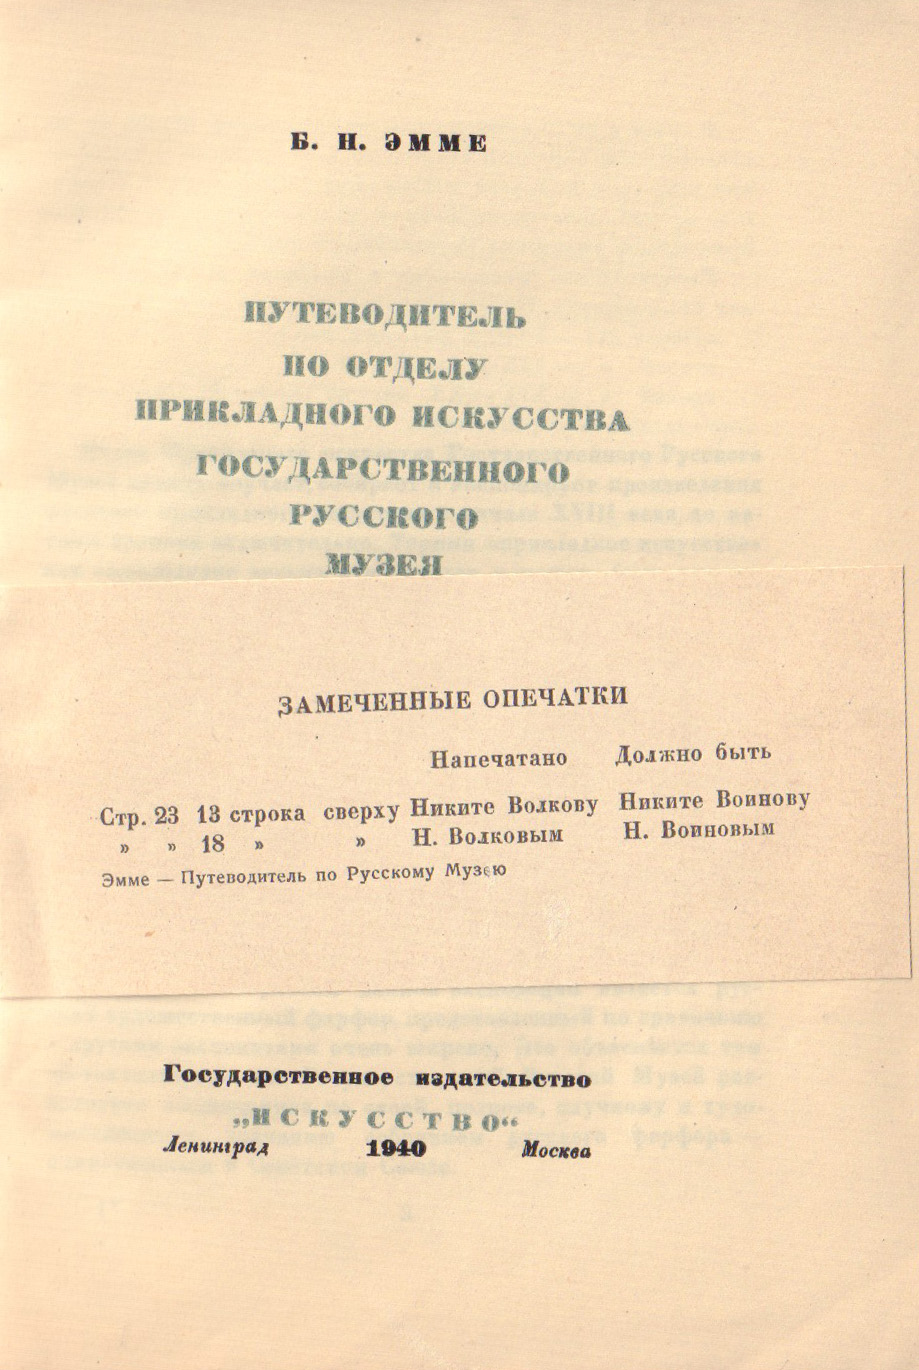 Б. Н. ЭММЕ
ПУТЕВОДИТЕЛЬ
ПО ОТДЕЛУ
ПРИКЛАДНОГО ИСКУССТВА
ГОСУДАРСТВЕННОГО
РУССКОГО
МУЗЕЯ
ЗАМЕЧЕННЫЕ ОПЕЧАТКИ
Напечатано Должно быть
Стр. 23 13 строка сверху Никите Волкову Никите Воинову
» » 18 » » Н. Волковым Н. Воиновым
Эмме — Путеводитель по Русскому Музею
Государственное издательство
„ИСКУССТВО“
Ленинград 1940 Москва